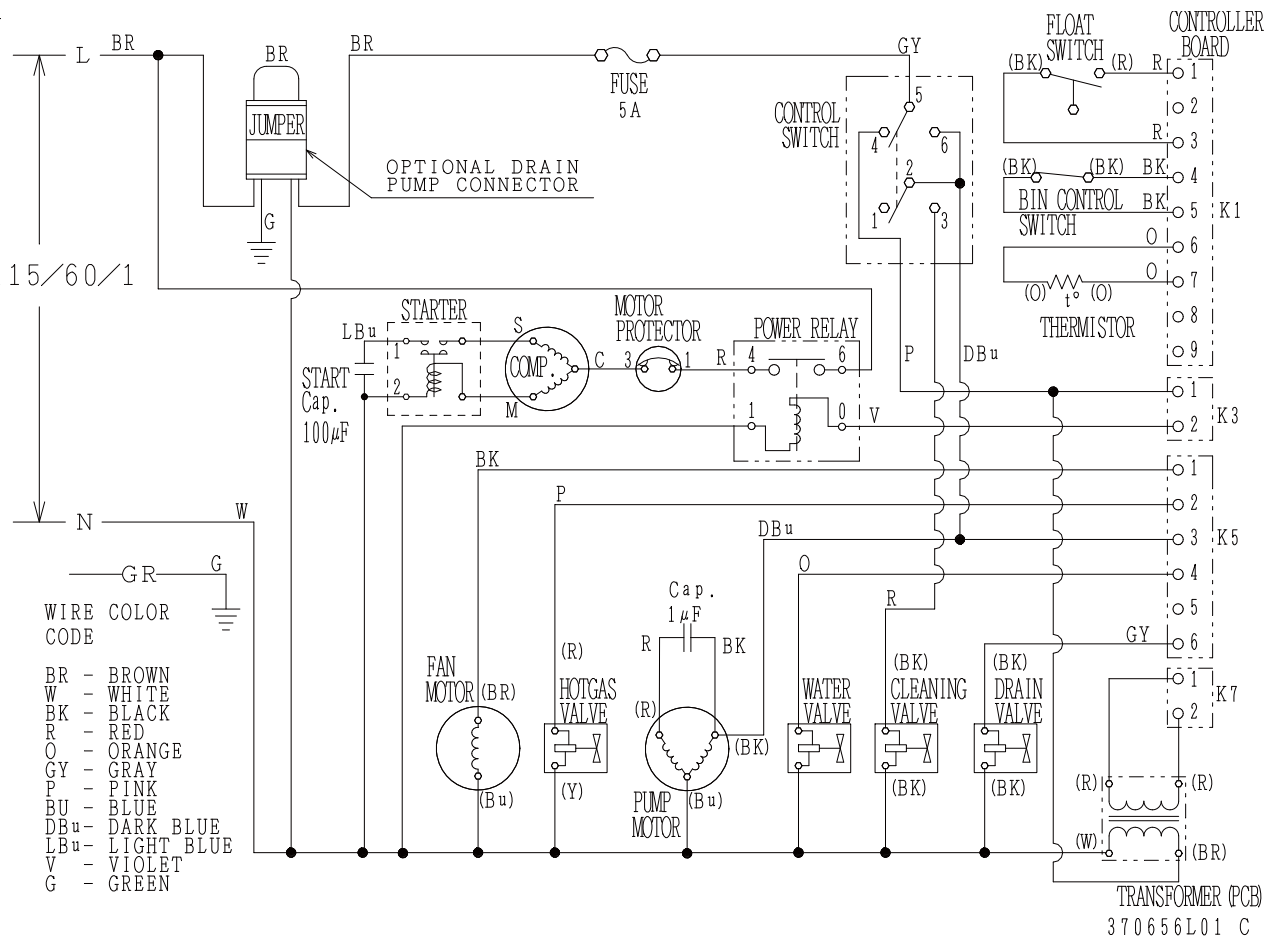 L BR
BR
JUMPER
G
BR
OPTIONAL DRAIN
PUMP CONNECTOR
FUSE
5A
GY
CONTROL
SWITCH
5
4
6
2
1
3
FLOAT
SWITCH
(BK)
(R)
R
R
CONTROLLER
BOARD
1
2
3
4
5
6
7
8
9
K1
(BK)
(BK)
BK
BIN CONTROL
SWITCH
BK
O
O
(O)
t°
(O)
THERMISTOR
15/60/1
LBu
STARTER
1
2
START
Cap.
100μF
S
COMP.
M
C
MOTOR
PROTECTOR
3
1
R
POWER RELAY
4
6
1
0
V
P
DBu
1
2
K3
BK
P
DBu
O
R
GY
1
2
3
4
5
6
K5
1
2
K7
N
W
GR
G
WIRE COLOR
CODE
BR - BROWN
W - WHITE
BK - BLACK
R - RED
O - ORANGE
GY - GRAY
P - PINK
BU - BLUE
DBu- DARK BLUE
LBu- LIGHT BLUE
V - VIOLET
G - GREEN
FAN
MOTOR
(BR)
(Bu)
(R)
HOTGAS
VALVE
(Y)
Cap.
1μF
R
BK
(R)
(BK)
PUMP
MOTOR
(Bu)
WATER
VALVE
(BK)
CLEANING
VALVE
(BK)
(BK)
DRAIN
VALVE
(BK)
(R)
(R)
(W)
(BR)
TRANSFORMER (PCB)
370656L01 C